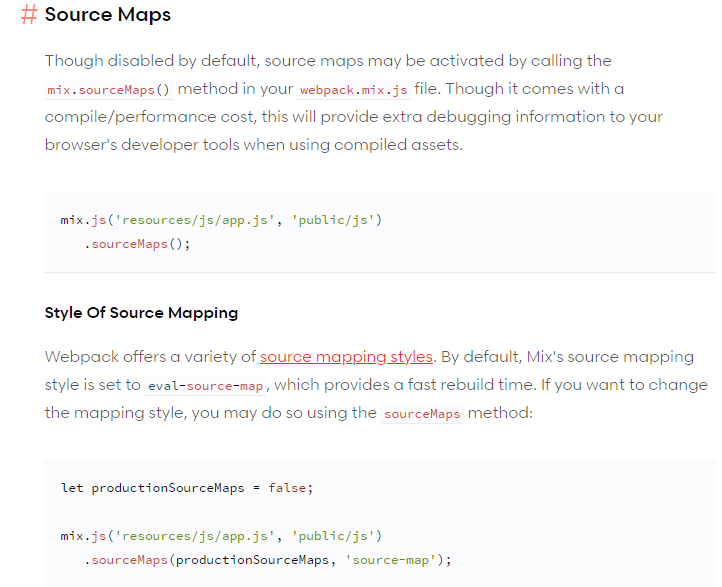 # Source Maps
Though disabled by default, source maps may be activated by calling the
mix.sourceMaps() method in your webpack.mix.js file. Though it comes with a
compile/performance cost, this will provide extra debugging information to your
browser's developer tools when using compiled assets.
mix.js('resources/js/app.js', 'public/js')
   .sourceMaps();
Style Of Source Mapping
Webpack offers a variety of source mapping styles. By default, Mix's source mapping
style is set to eval-source-map, which provides a fast rebuild time. If you want to change
the mapping style, you may do so using the sourceMaps method:
let productionSourceMaps = false;
mix.js('resources/js/app.js', 'public/js')
   .sourceMaps(productionSourceMaps, 'source-map');